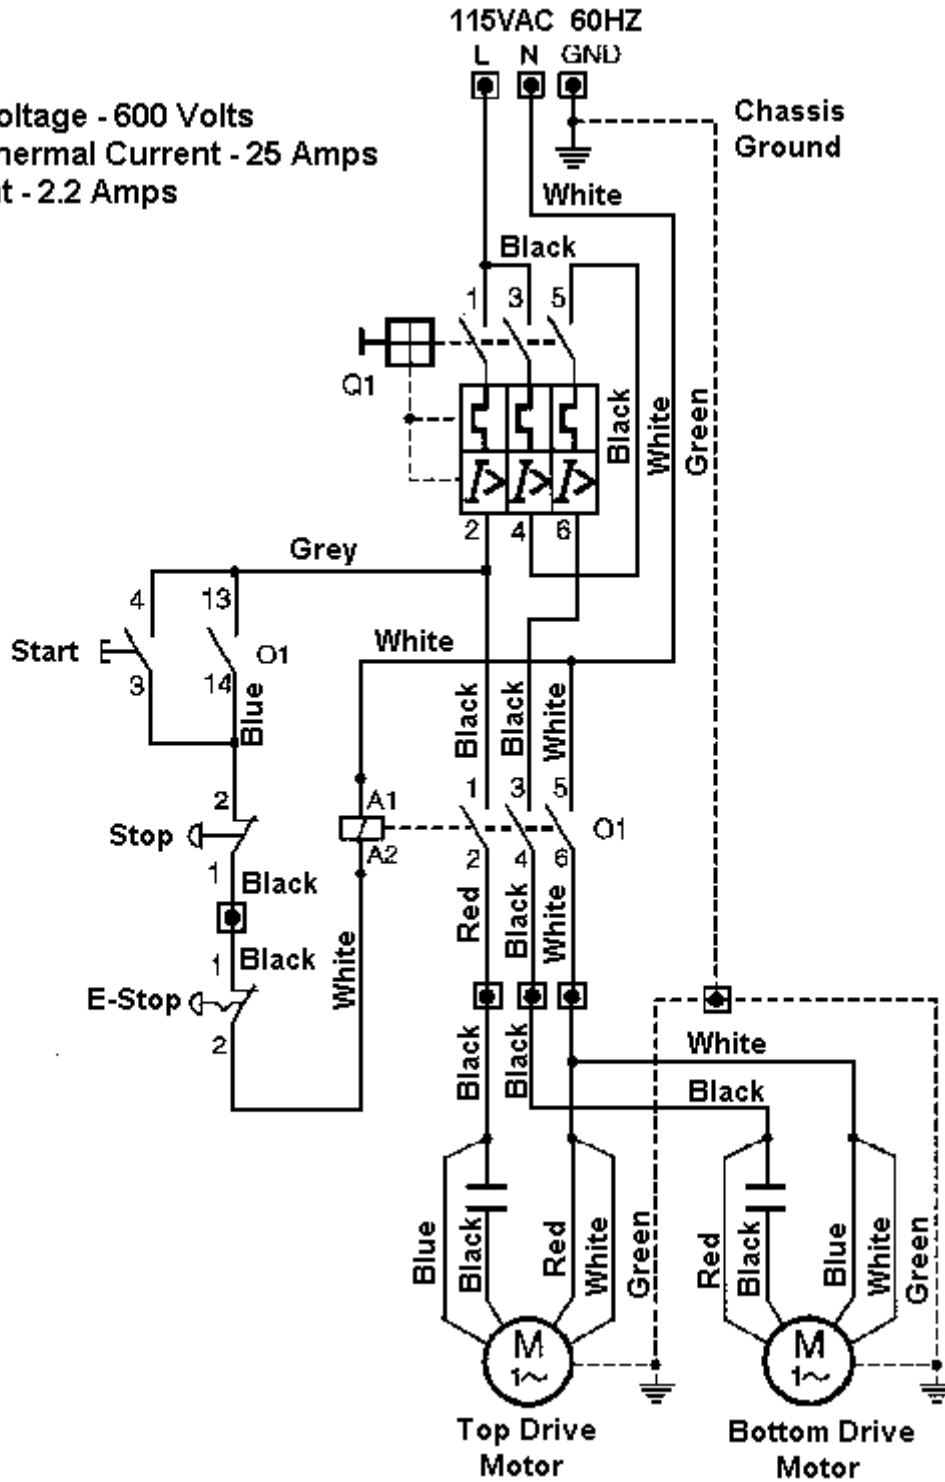 115VAC 60HZ
L N GND
oltage - 600 Volts
hermal Current - 25 Amps
t - 2.2 Amps
Chassis
Ground
White
Black
1 3 5
Q1
Black
White
Green
2 4 6
Grey
4 13
Start
O1
3 14
Blue
White
Black
Black
White
2
Stop
1
Black
A1
A2
1 3 5
O1
2 4 6
Red
Black
White
1
Black
E-Stop
2
White
Black
Black
White
Black
Blue
Black
Red
White
Green
Red
Black
Blue
White
Green
M
1~
M
1~
Top Drive
Motor
Bottom Drive
Motor